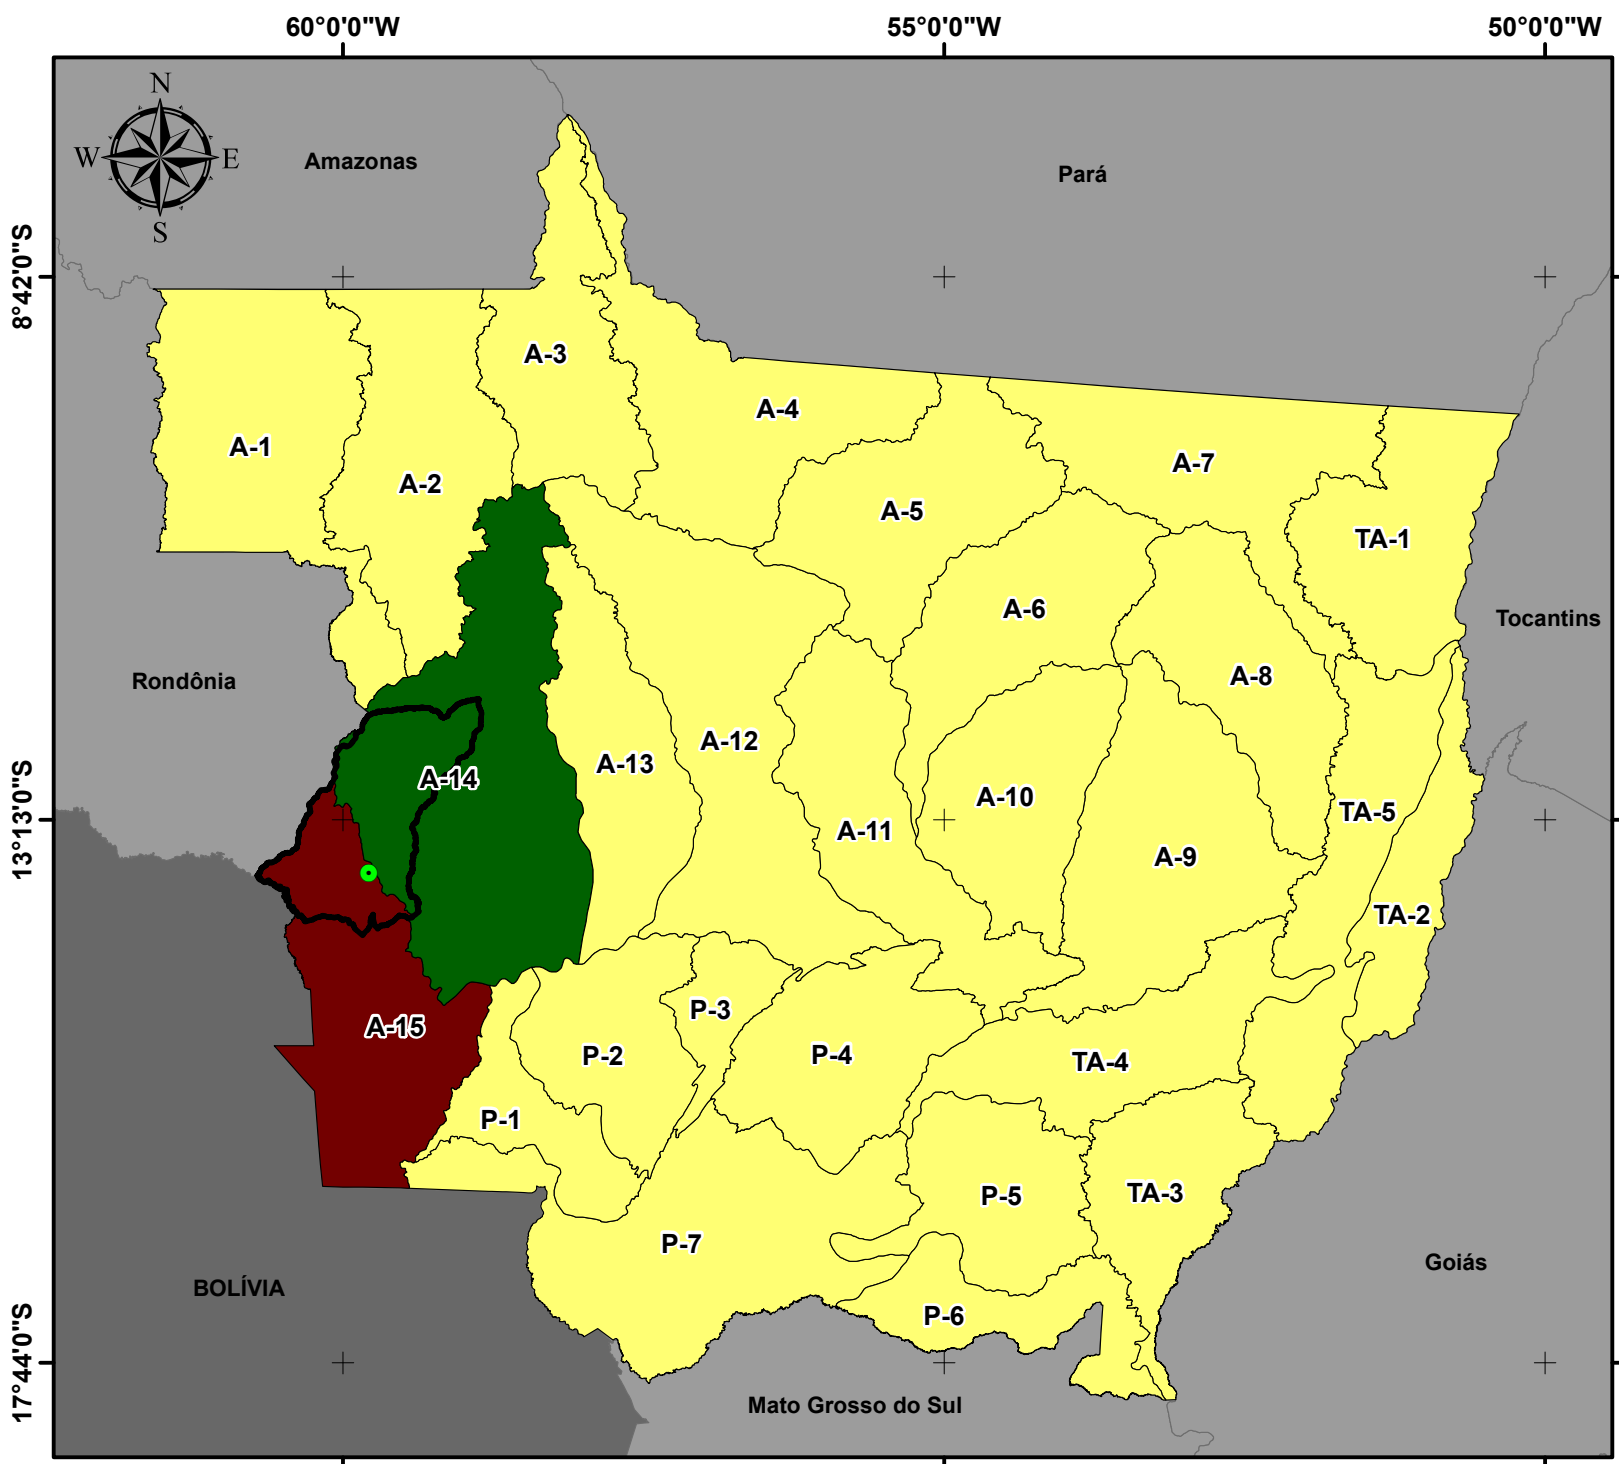 60°0'0"W
55°0'0"W
50°0'0"W
N
W
E
S
Amazonas
Pará
8°42'0"S
A-3
A-4
A-1
A-7
A-2
A-5
TA-1
A-6
Tocantins
Rondônia
A-8
A-12
A-13
A-14
A-10
13°13'0"S
TA-5
A-11
A-9
TA-2
P-3
A-15
P-2
P-4
TA-4
P-1
P-5
TA-3
P-7
Goiás
BOLÍVIA
P-6
17°44'0"S
Mato Grosso do Sul